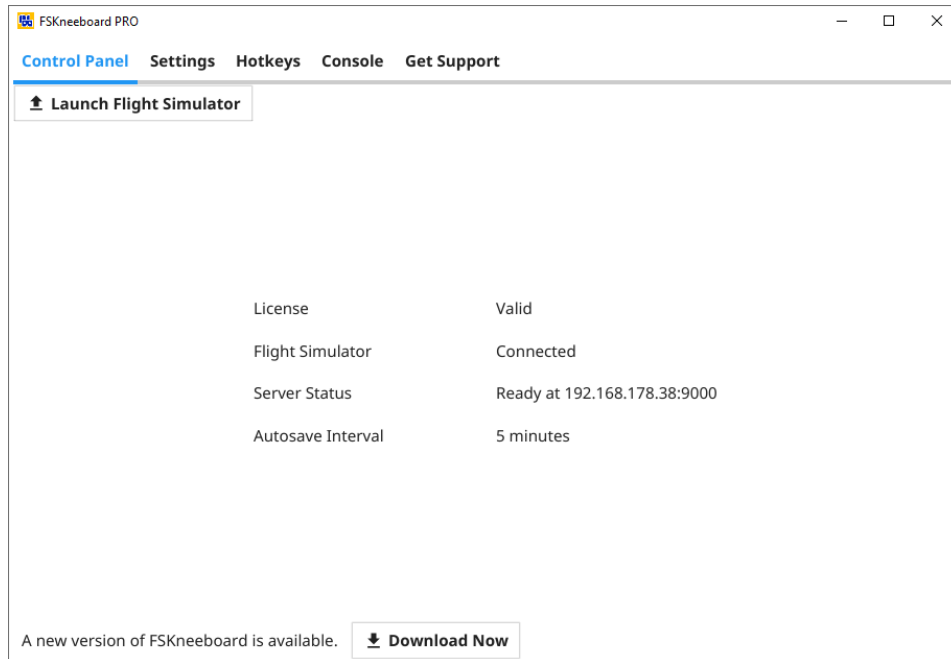 FSKneeboard PRO
Control Panel Settings Hotkeys Console Get Support
Launch Flight Simulator
License Valid
Flight Simulator Connected
Server Status Ready at 192.168.178.38:9000
Autosave Interval 5 minutes
A new version of FSKneeboard is available. Download Now